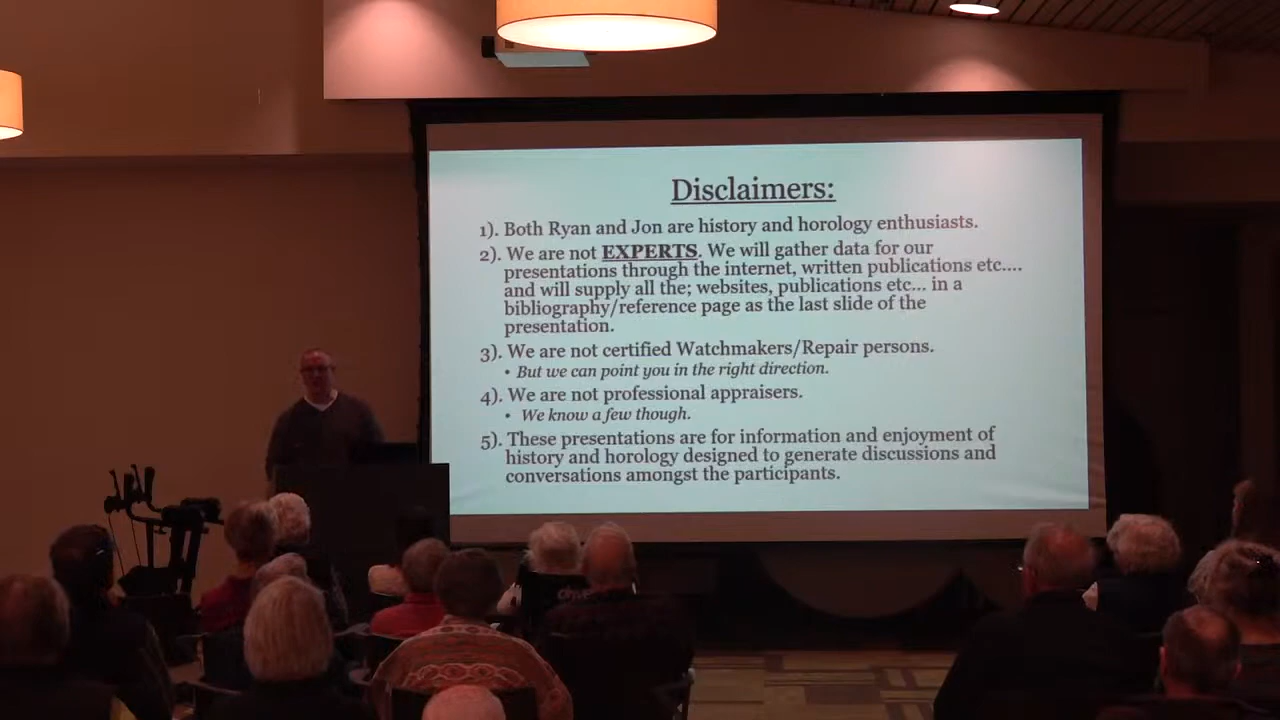 Disclaimers:
1). Both Ryan and Jon are history and horology enthusiasts.
2). We are not EXPERTS. We will gather data for our
presentations through the internet, written publications etc....
and will supply all the; websites, publications etc... in a
bibliography/reference page as the last slide of the
presentation.
3). We are not certified Watchmakers/Repair persons.
• But we can point you in the right direction.
4). We are not professional appraisers.
• We know a few though.
5). These presentations are for information and enjoyment of
history and horology designed to generate discussions and
conversations amongst the participants.